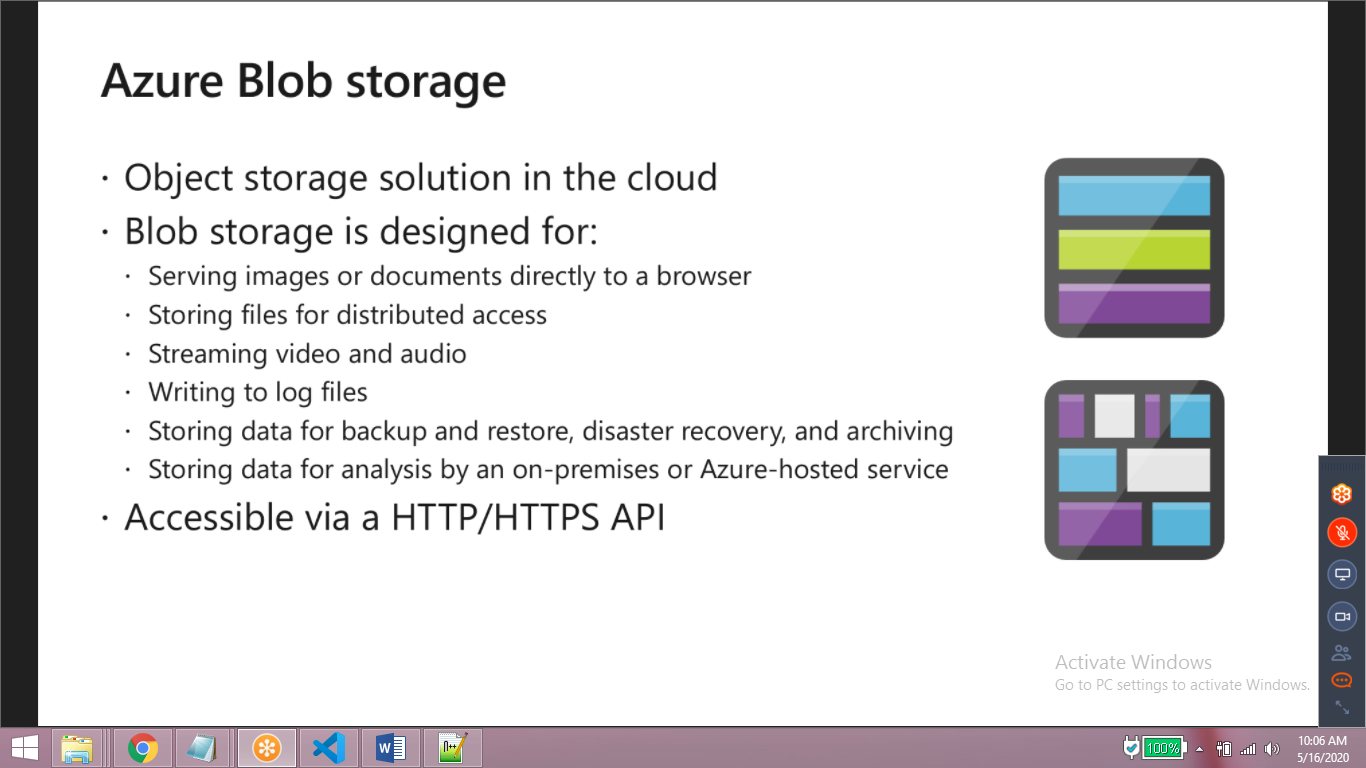 Azure Blob storage
• Object storage solution in the cloud
• Blob storage is designed for:
• Serving images or documents directly to a browser
• Storing files for distributed access
• Streaming video and audio
• Writing to log files
• Storing data for backup and restore, disaster recovery, and archiving
• Storing data for analysis by an on-premises or Azure-hosted service
• Accessible via a HTTP/HTTPS API
Activate Windows
Go to PC settings to activate Windows.
100%
10:06 AM
5/16/2020